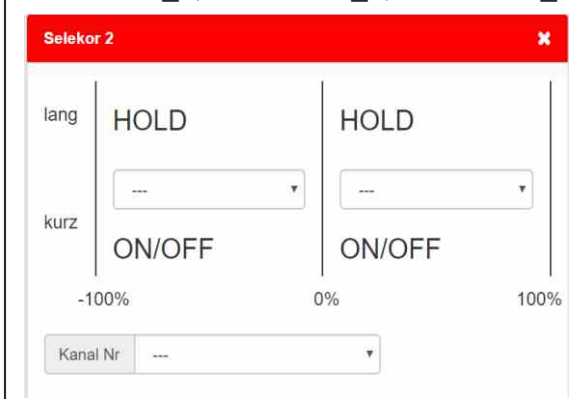 Selekor 2 ✖
lang HOLD HOLD
--- ---
kurz ON/OFF ON/OFF
-100% 0% 100%
Kanal Nr ---